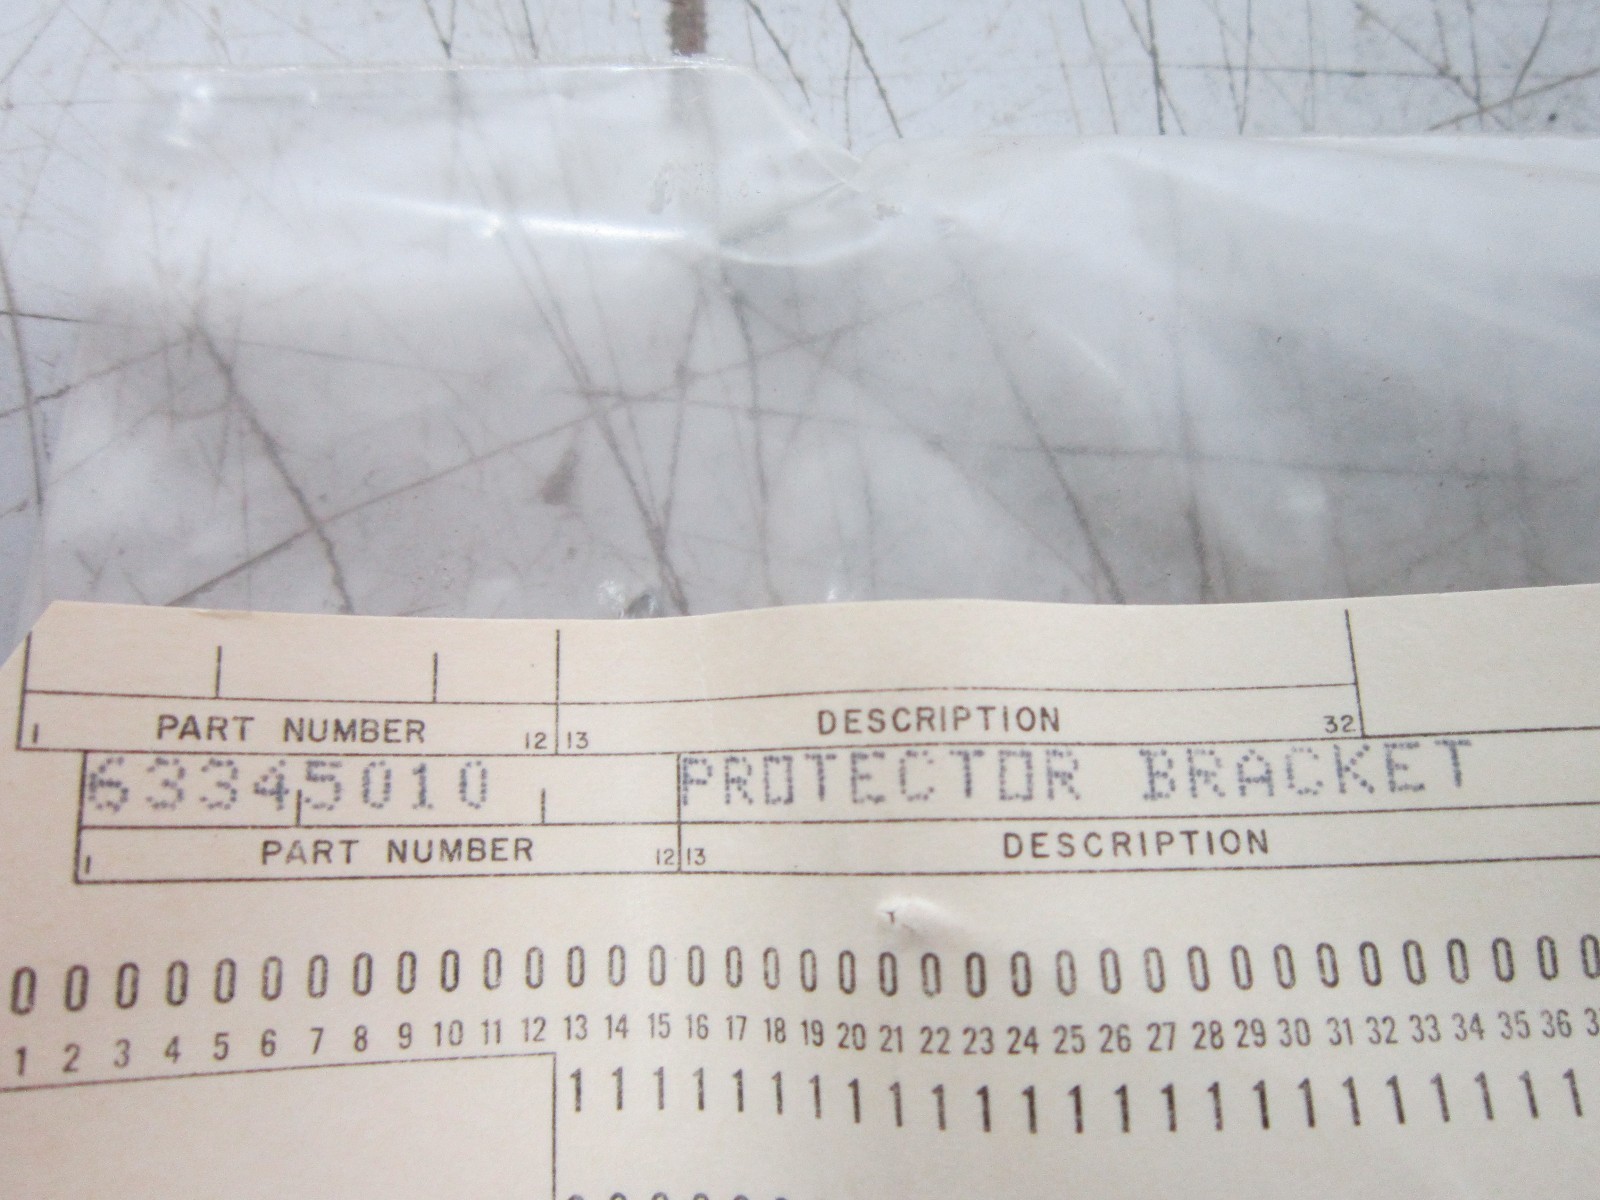 1 PART NUMBER 12 13 DESCRIPTION 32
63345010 PROTECTOR BRACKET
1 PART NUMBER 12 13 DESCRIPTION
0 0 0 0 0 0 0 0 0 0 0 0 0 0 0 0 0 0 0 0 0 0 0 0 0 0 0 0 0 0 0 0 0 0 0 0 0
1 2 3 4 5 6 7 8 9 10 11 12 13 14 15 16 17 18 19 20 21 22 23 24 25 26 27 28 29 30 31 32 33 34 35 36
1 1 1 1 1 1 1 1 1 1 1 1 1 1 1 1 1 1 1 1 1 1 1 1